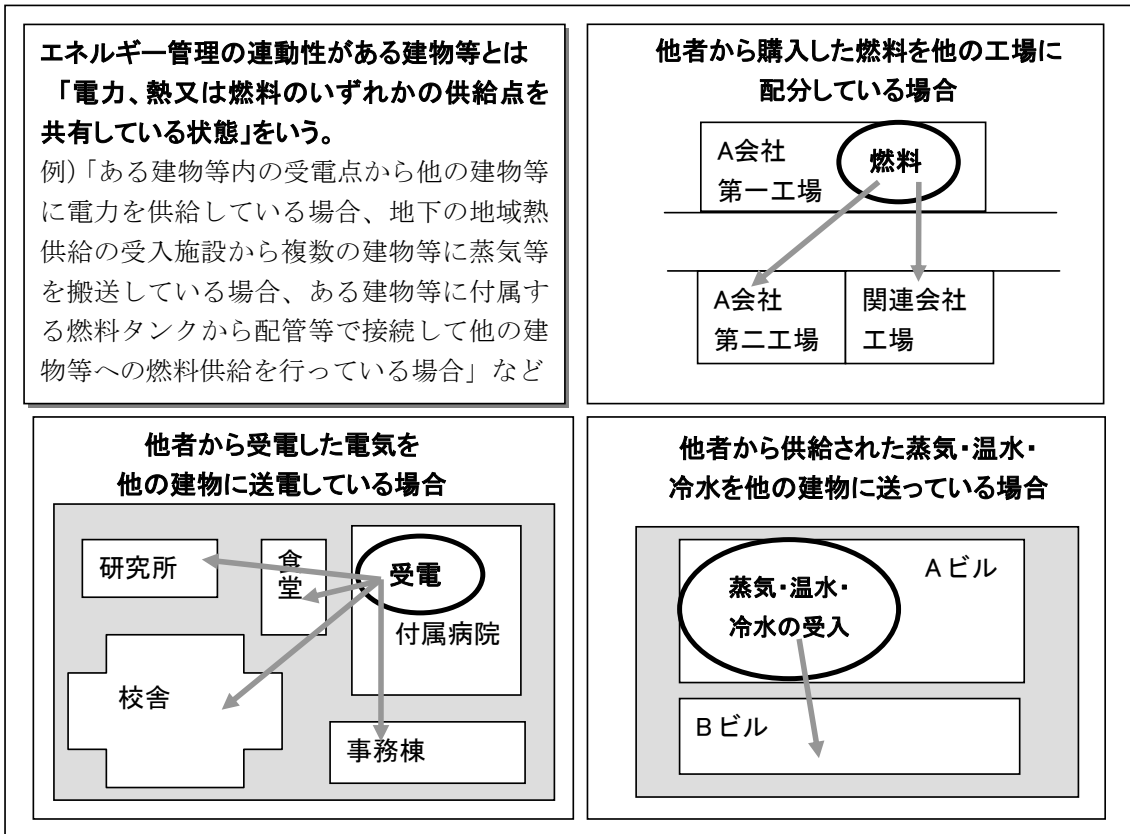 エネルギー管理の連動性がある建物等とは
「電力、熱又は燃料のいずれかの供給点を
共有している状態」をいう。
例）「ある建物等内の受電点から他の建物等
に電力を供給している場合、地下の地域熱
供給の受入施設から複数の建物等に蒸気等
を搬送している場合、ある建物等に付属す
る燃料タンクから配管等で接続して他の建
物等への燃料供給を行っている場合」など
他者から購入した燃料を他の工場に
配分している場合
A会社
第一工場
燃料
A会社
第二工場
関連会社
工場
他者から受電した電気を
他の建物に送電している場合
研究所
食
堂
受電
付属病院
校舎
事務棟
他者から供給された蒸気・温水・
冷水を他の建物に送っている場合
蒸気・温水・
冷水の受入
Aビル
Bビル